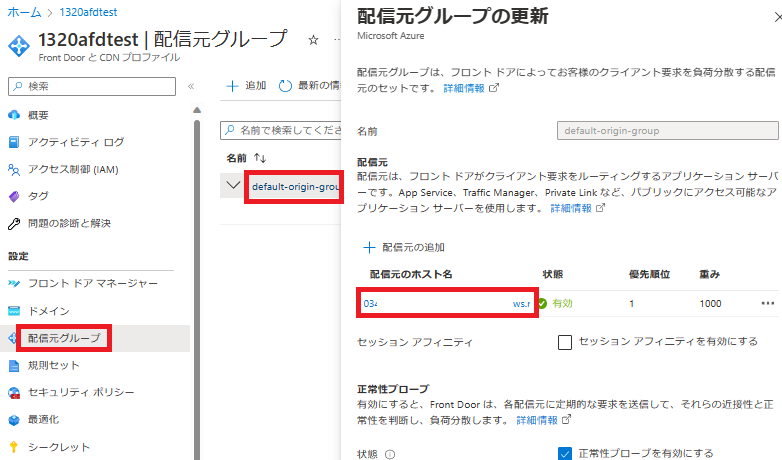 ホーム > 1320afdtest >
1320afdtest | 配信元グループ ☆ ...
Front Door と CDN プロファイル
検索 «
概要
アクティビティ ログ
アクセス制御 (IAM)
タグ
問題の診断と解決
設定
フロント ドア マネージャー
ドメイン
配信元グループ
規則セット
セキュリティ ポリシー
最適化
シークレット
+ 追加 最新の情
名前で検索してくださ
名前 ↑↓
default-origin-grou
配信元グループの更新
Microsoft Azure
配信元グループは、フロント ドアによってお客様のクライアント要求を負荷分散する配信
元のセットです。 詳細情報
名前 default-origin-group
配信元
配信元は、フロント ドアがクライアント要求をルーティングするアプリケーション サーバ
ーです。App Service、Traffic Manager、Private Link など、パブリックにアクセス可能なア
プリケーション サーバーを使用します。 詳細情報
+ 配信元の追加
配信元のホスト名 状態 優先順位 重み
034 ws.r 有効 1 1000 •••
セッション アフィニティ セッション アフィニティを有効にする
正常性プローブ
有効にすると、Front Door は、各配信元に定期的な要求を送信して、それらの近接性と正
常性を判断し、負荷分散します。 詳細情報
状態 正常性プローブを有効にする